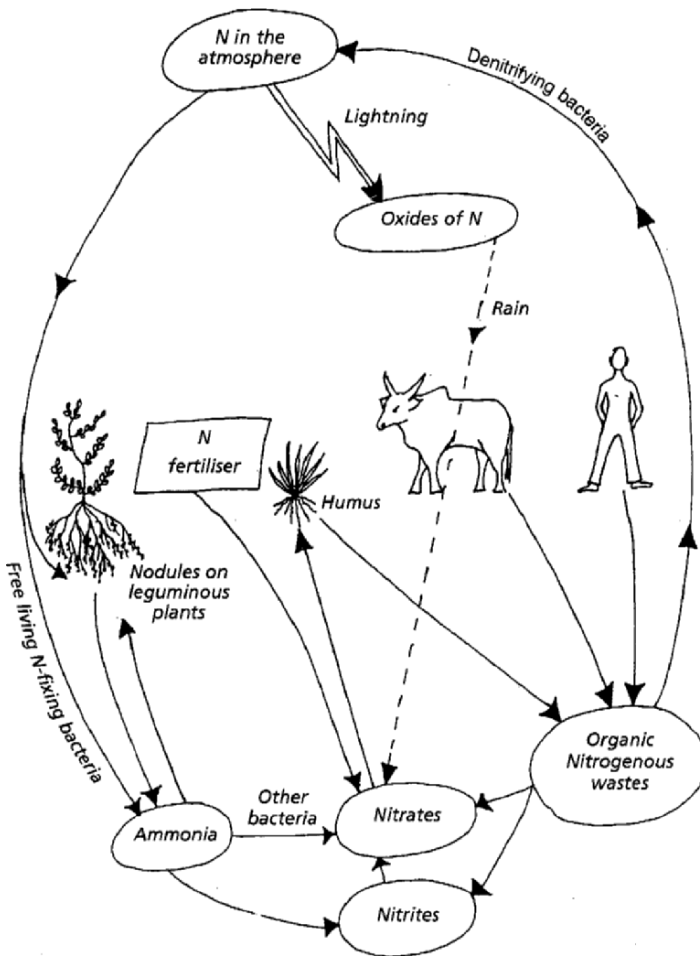 N in the
atmosphere
Denitrifying bacteria
Lightning
Oxides of N
Rain
N
fertiliser
Humus
Nodules on
leguminous
plants
Free living N-fixing bacteria
Organic
Nitrogenous
wastes
Other
bacteria
Nitrates
Ammonia
Nitrites